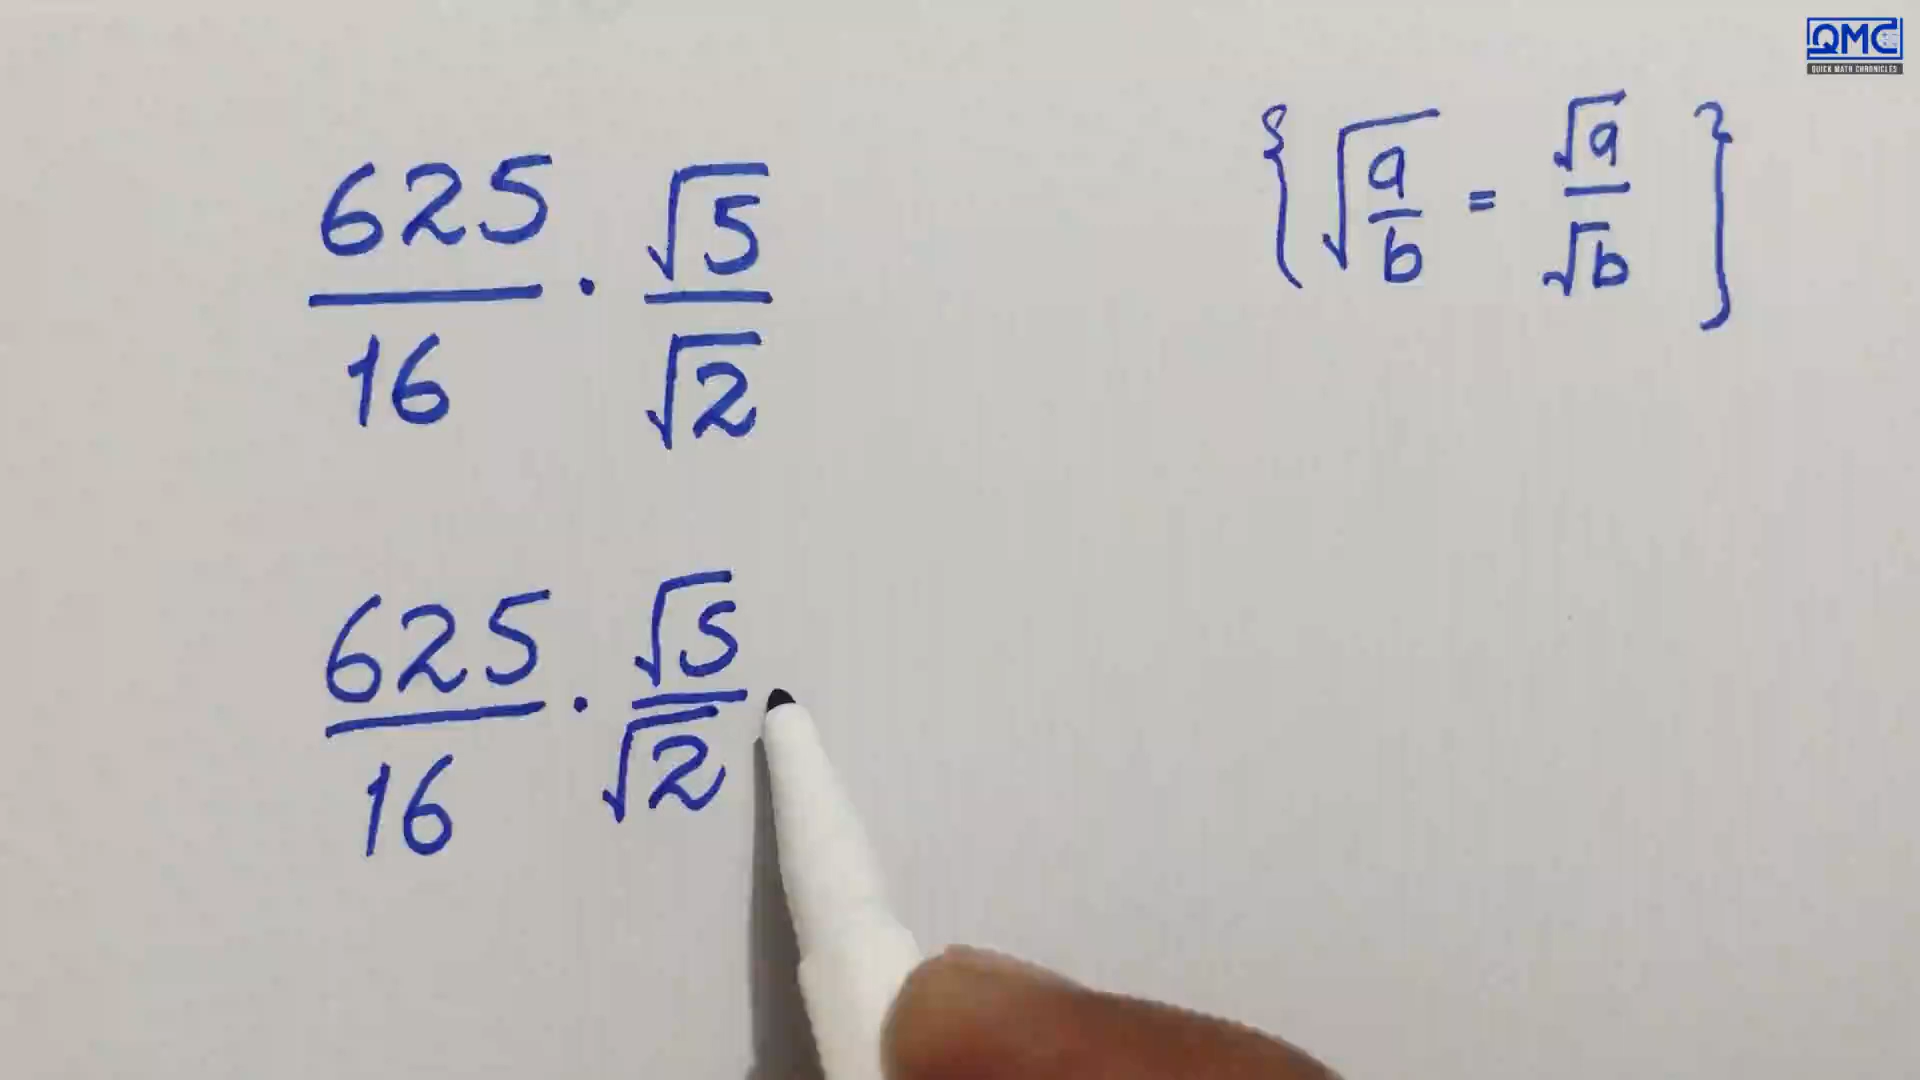 QMC
QUICK MATH CHRONICLES
625/16 · √5/√2
{ √(a/b) = √a/√b }
625/16 · √5/√2